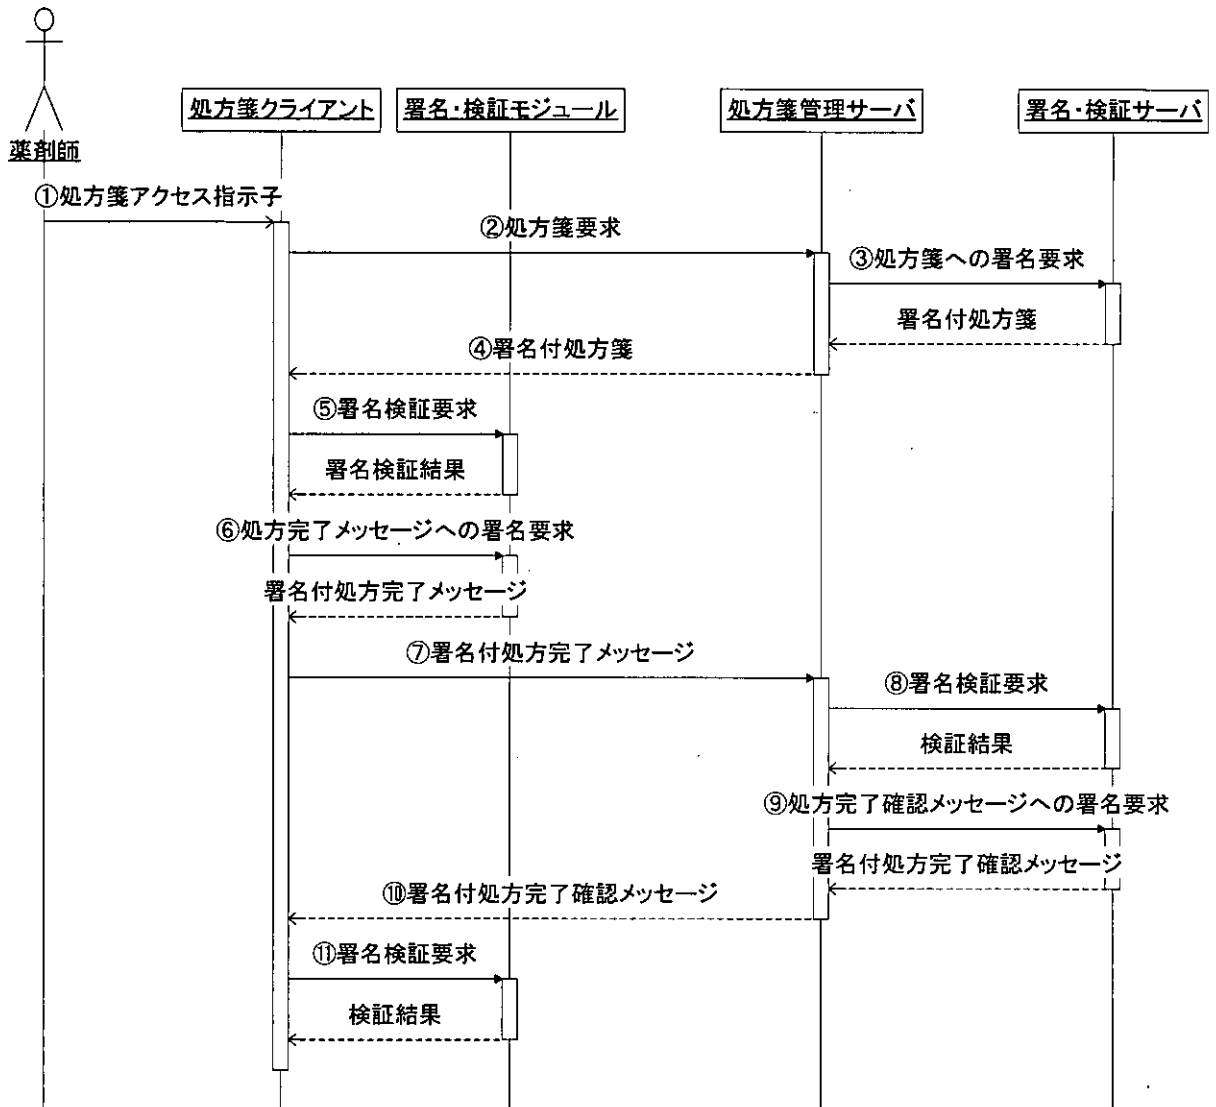 処方箋クライアント
署名・検証モジュール
処方箋管理サーバ
署名・検証サーバ
薬剤師
①処方箋アクセス指示子
②処方箋要求
③処方箋への署名要求
署名付処方箋
④署名付処方箋
⑤署名検証要求
署名検証結果
⑥処方完了メッセージへの署名要求
署名付処方完了メッセージ
⑦署名付処方完了メッセージ
⑧署名検証要求
検証結果
⑨処方完了確認メッセージへの署名要求
署名付処方完了確認メッセージ
⑩署名付処方完了確認メッセージ
⑪署名検証要求
検証結果